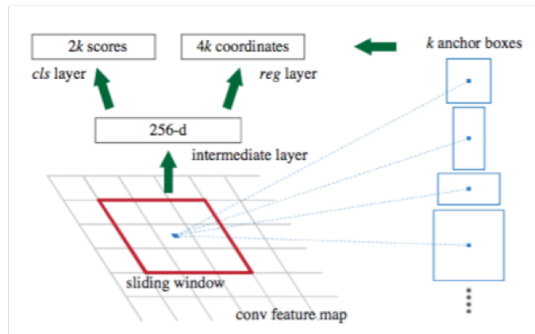 2k scores
4k coordinates
k anchor boxes
cls layer
reg layer
256-d
intermediate layer
sliding window
conv feature map